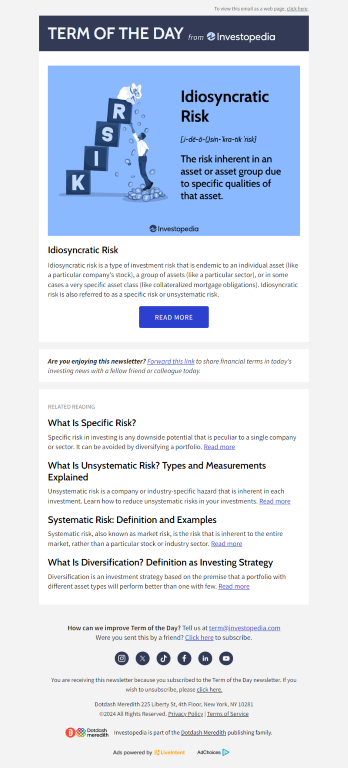 To view this email as a web page, click here.
TERM OF THE DAY from Investopedia
R
S
I
K
Idiosyncratic
Risk
The risk inherent in an
asset or asset group due
to specific qualities of
that asset.
Investopedia
Idiosyncratic Risk
Idiosyncratic risk is a type of investment risk that is endemic to an individual asset (like
a particular company's stock), a group of assets (like a particular sector), or in some
cases a very specific asset class (like collateralized mortgage obligations). Idiosyncratic
risk is also referred to as a specific risk or unsystematic risk.
READ MORE
Are you enjoying this newsletter? Forward this link to share financial terms in today's
investing news with a fellow friend or colleague today.
RELATED READING
What Is Specific Risk?
Specific risk in investing is any downside potential that is peculiar to a single company
or sector. It can be avoided by diversifying a portfolio. Read more
What Is Unsystematic Risk? Types and Measurements
Explained
Unsystematic risk is a company or industry-specific hazard that is inherent in each
investment. Learn how to reduce unsystematic risks in your investments. Read more
Systematic Risk: Definition and Examples
Systematic risk, also known as market risk, is the risk that is inherent to the entire
market, rather than a particular stock or industry sector. Read more
What Is Diversification? Definition as Investing Strategy
Diversification is an investment strategy based on the premise that a portfolio with
different asset types will perform better than one with few. Read more
How can we improve Term of the Day? Tell us at term@investopedia.com
Were you sent this by a friend? Click here to subscribe.
You are receiving this newsletter because you subscribed to the Term of the Day newsletter. If you
wish to unsubscribe, please click here.
Dotdash Meredith 225 Liberty St, 4th Floor, New York, NY 10281
©2024 All Rights Reserved. Privacy Policy | Terms of Service
Dotdash meredith Investopedia is part of the Dotdash Meredith publishing family.
Ads powered by LiveIntent AdChoices